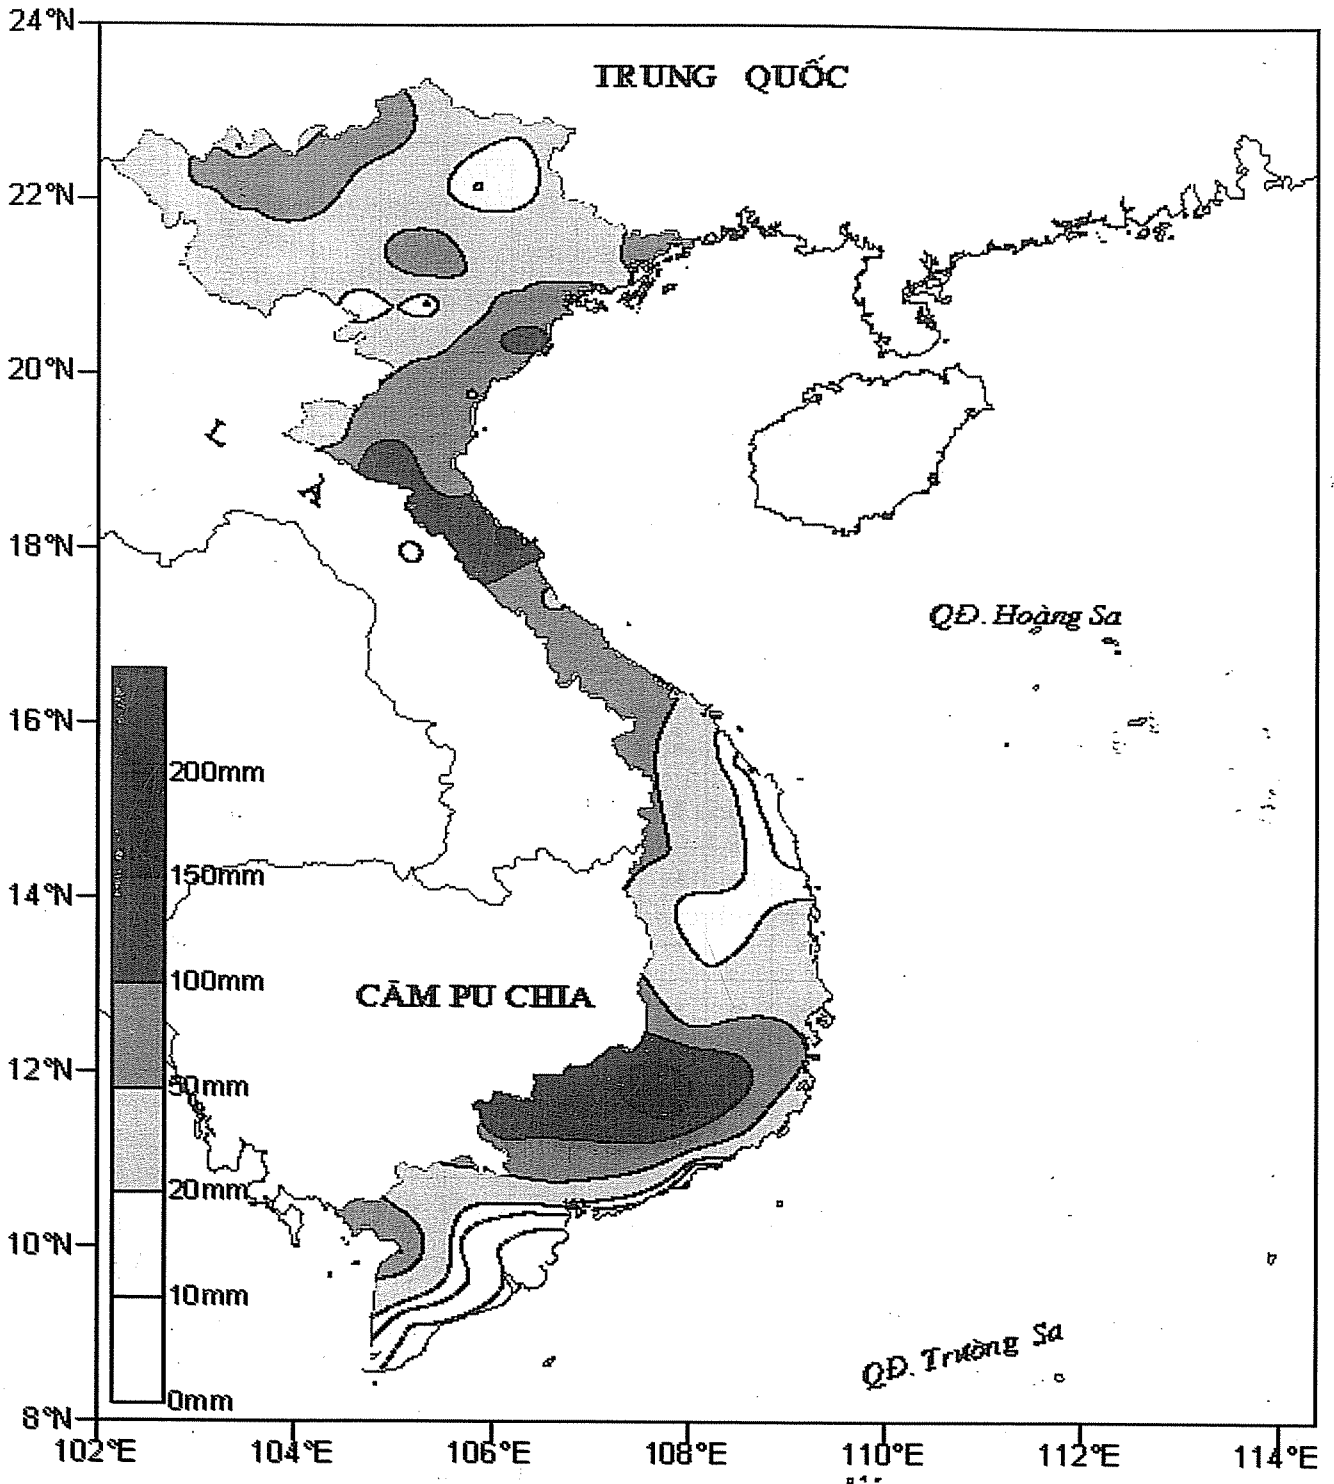 24°N
TRUNG QUỐC
22°N
20°N
L
A
18°N
O
QĐ. Hoàng Sa
16°N
200mm
150mm
14°N
100mm
CĂM PU CHIA
12°N
50mm
20mm
10°N
10mm
QĐ. Trường Sa
0mm
8°N
102°E 104°E 106°E 108°E 110°E 112°E 114°E